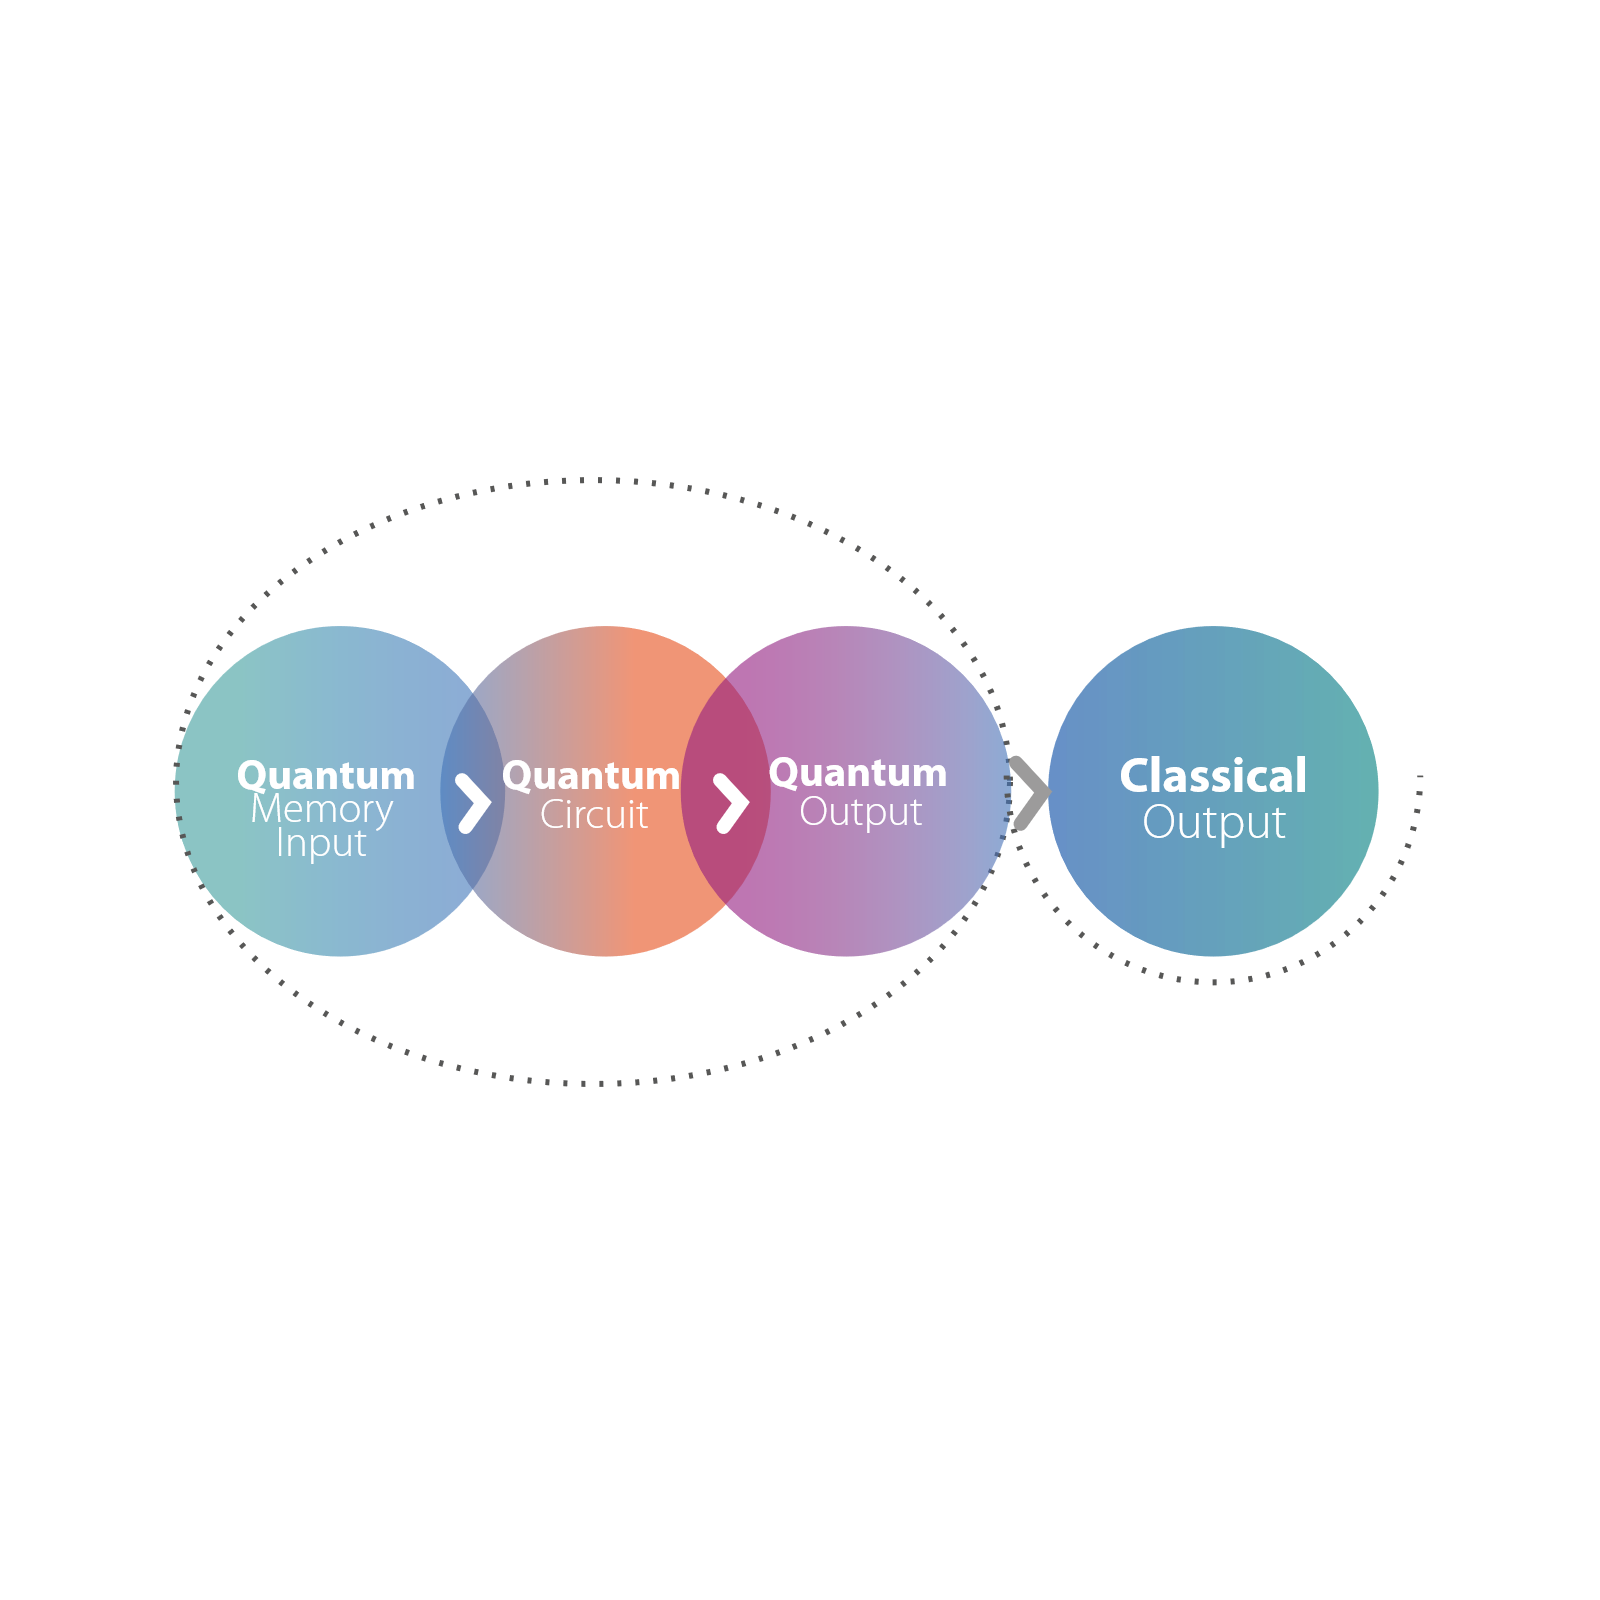 Quantum
Memory
Input
Quantum
Circuit
Quantum
Output
Classical
Output